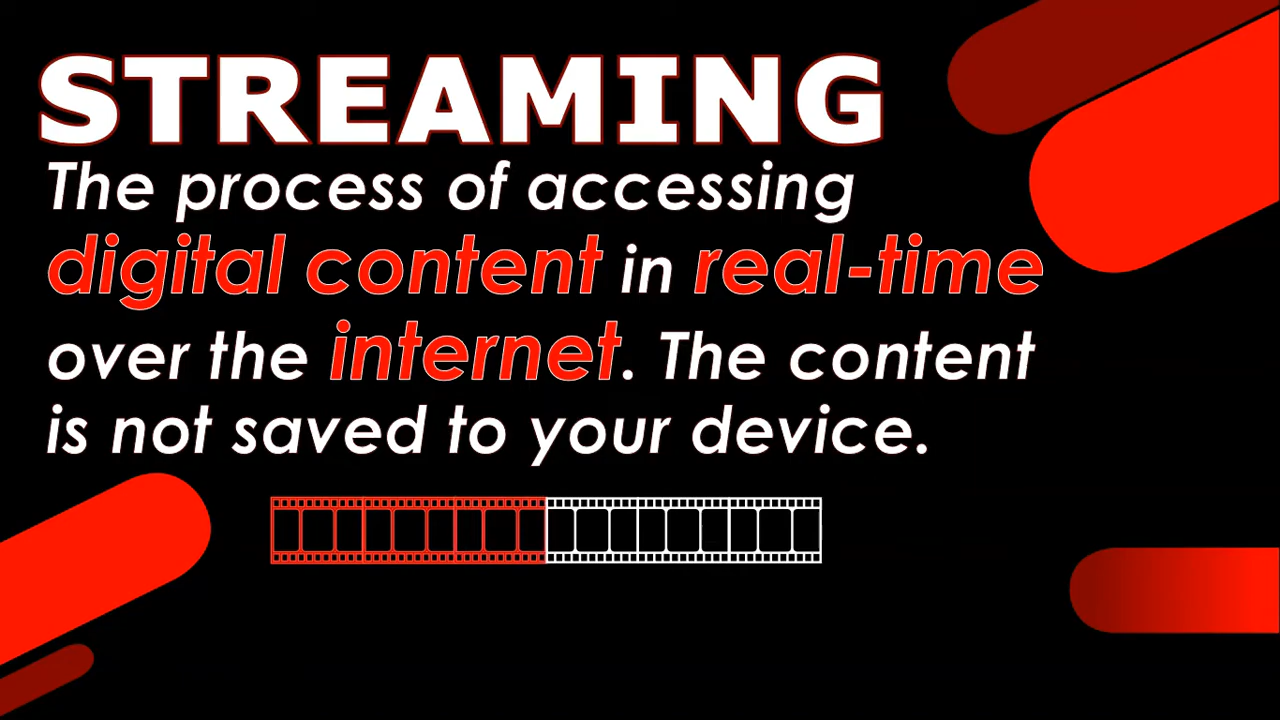 STREAMING
The process of accessing
digital content in real-time
over the internet. The content
is not saved to your device.